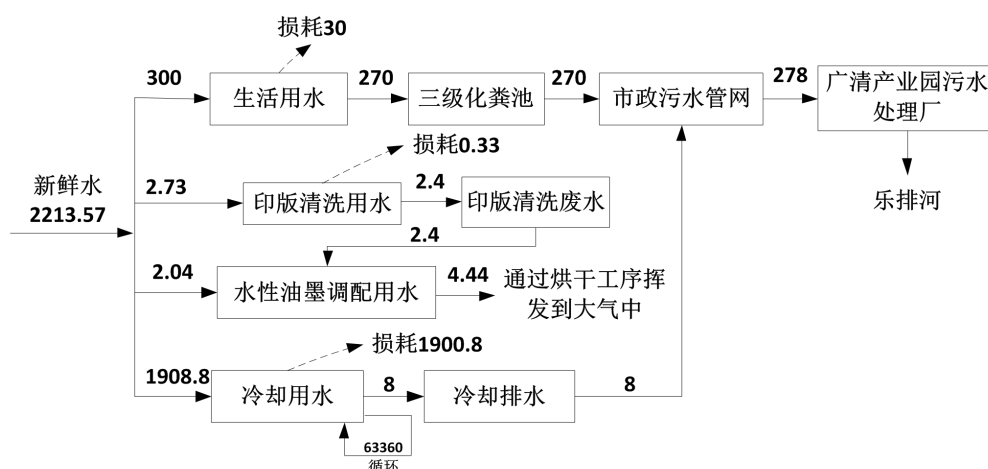 损耗30
300
生活用水
270
三级化粪池
270
市政污水管网
278
广清产业园污水
处理厂
乐排河
新鲜水
2213.57
2.73
损耗0.33
印版清洗用水
2.4
印版清洗废水
2.4
2.04
水性油墨调配用水
4.44
通过烘干工序挥
发到大气中
损耗1900.8
1908.8
冷却用水
8
冷却排水
8
63360
循环